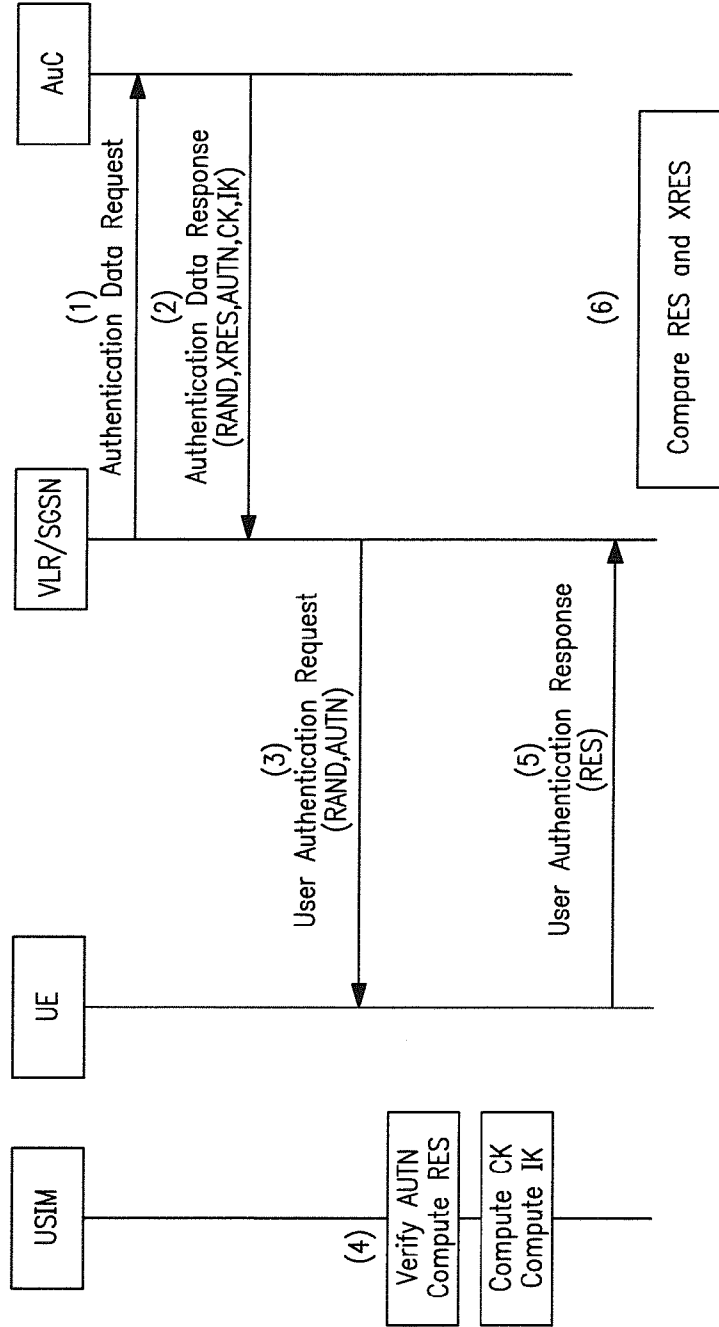 USIM
UE
VLR/SGSN
AuC
(1)
Authentication Data Request
(2)
Authentication Data Response
(RAND,XRES,AUTN,CK,IK)
(3)
User Authentication Request
(RAND,AUTN)
(4)
Verify AUTN
Compute RES
Compute CK
Compute IK
(5)
User Authentication Response
(RES)
(6)
Compare RES and XRES